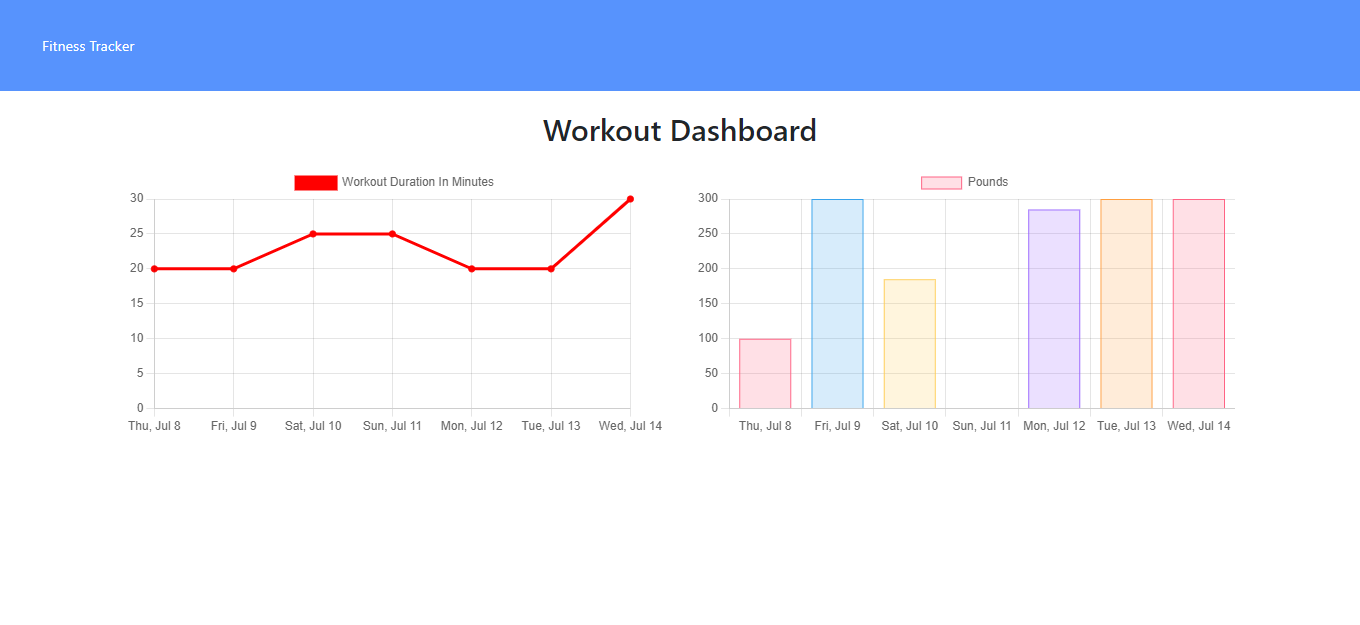 Fitness Tracker
Workout Dashboard
Workout Duration In Minutes
30
25
20
15
10
5
0
Thu, Jul 8 Fri, Jul 9 Sat, Jul 10 Sun, Jul 11 Mon, Jul 12 Tue, Jul 13 Wed, Jul 14
Pounds
300
250
200
150
100
50
0
Thu, Jul 8 Fri, Jul 9 Sat, Jul 10 Sun, Jul 11 Mon, Jul 12 Tue, Jul 13 Wed, Jul 14